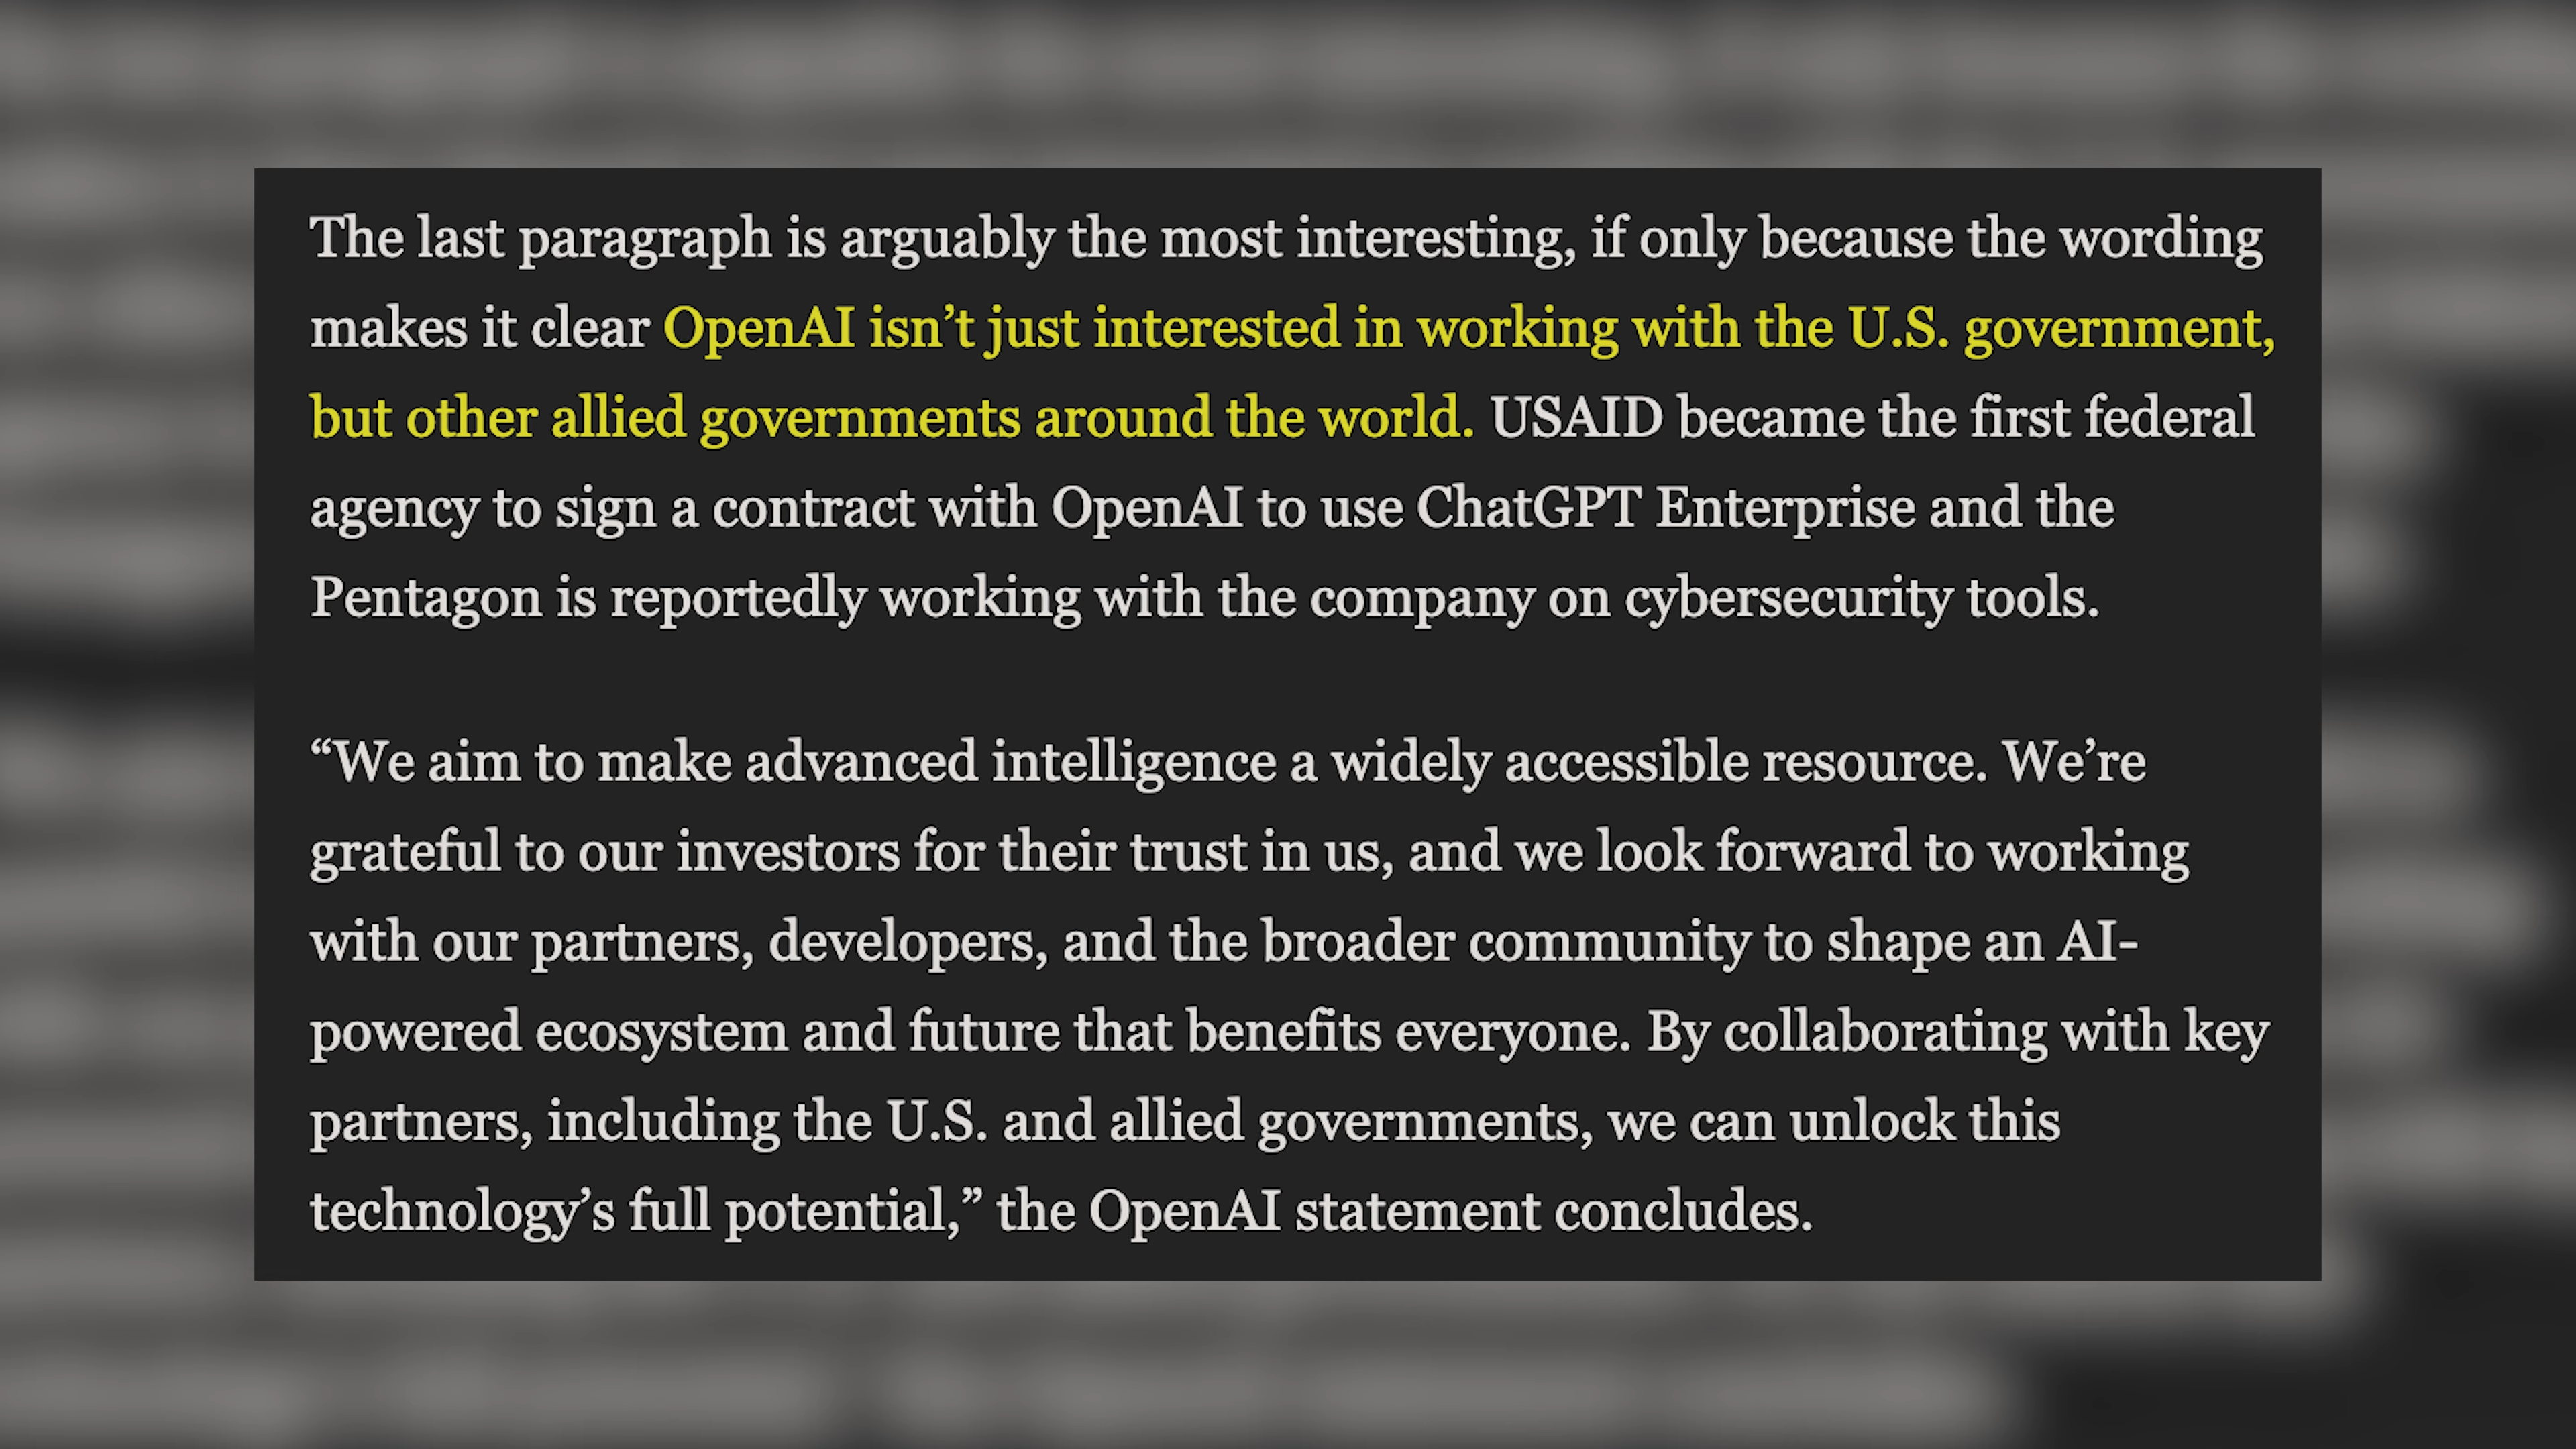 The last paragraph is arguably the most interesting, if only because the wording
makes it clear OpenAI isn’t just interested in working with the U.S. government,
but other allied governments around the world. USAID became the first federal
agency to sign a contract with OpenAI to use ChatGPT Enterprise and the
Pentagon is reportedly working with the company on cybersecurity tools.
“We aim to make advanced intelligence a widely accessible resource. We’re
grateful to our investors for their trust in us, and we look forward to working
with our partners, developers, and the broader community to shape an AI-
powered ecosystem and future that benefits everyone. By collaborating with key
partners, including the U.S. and allied governments, we can unlock this
technology’s full potential,” the OpenAI statement concludes.